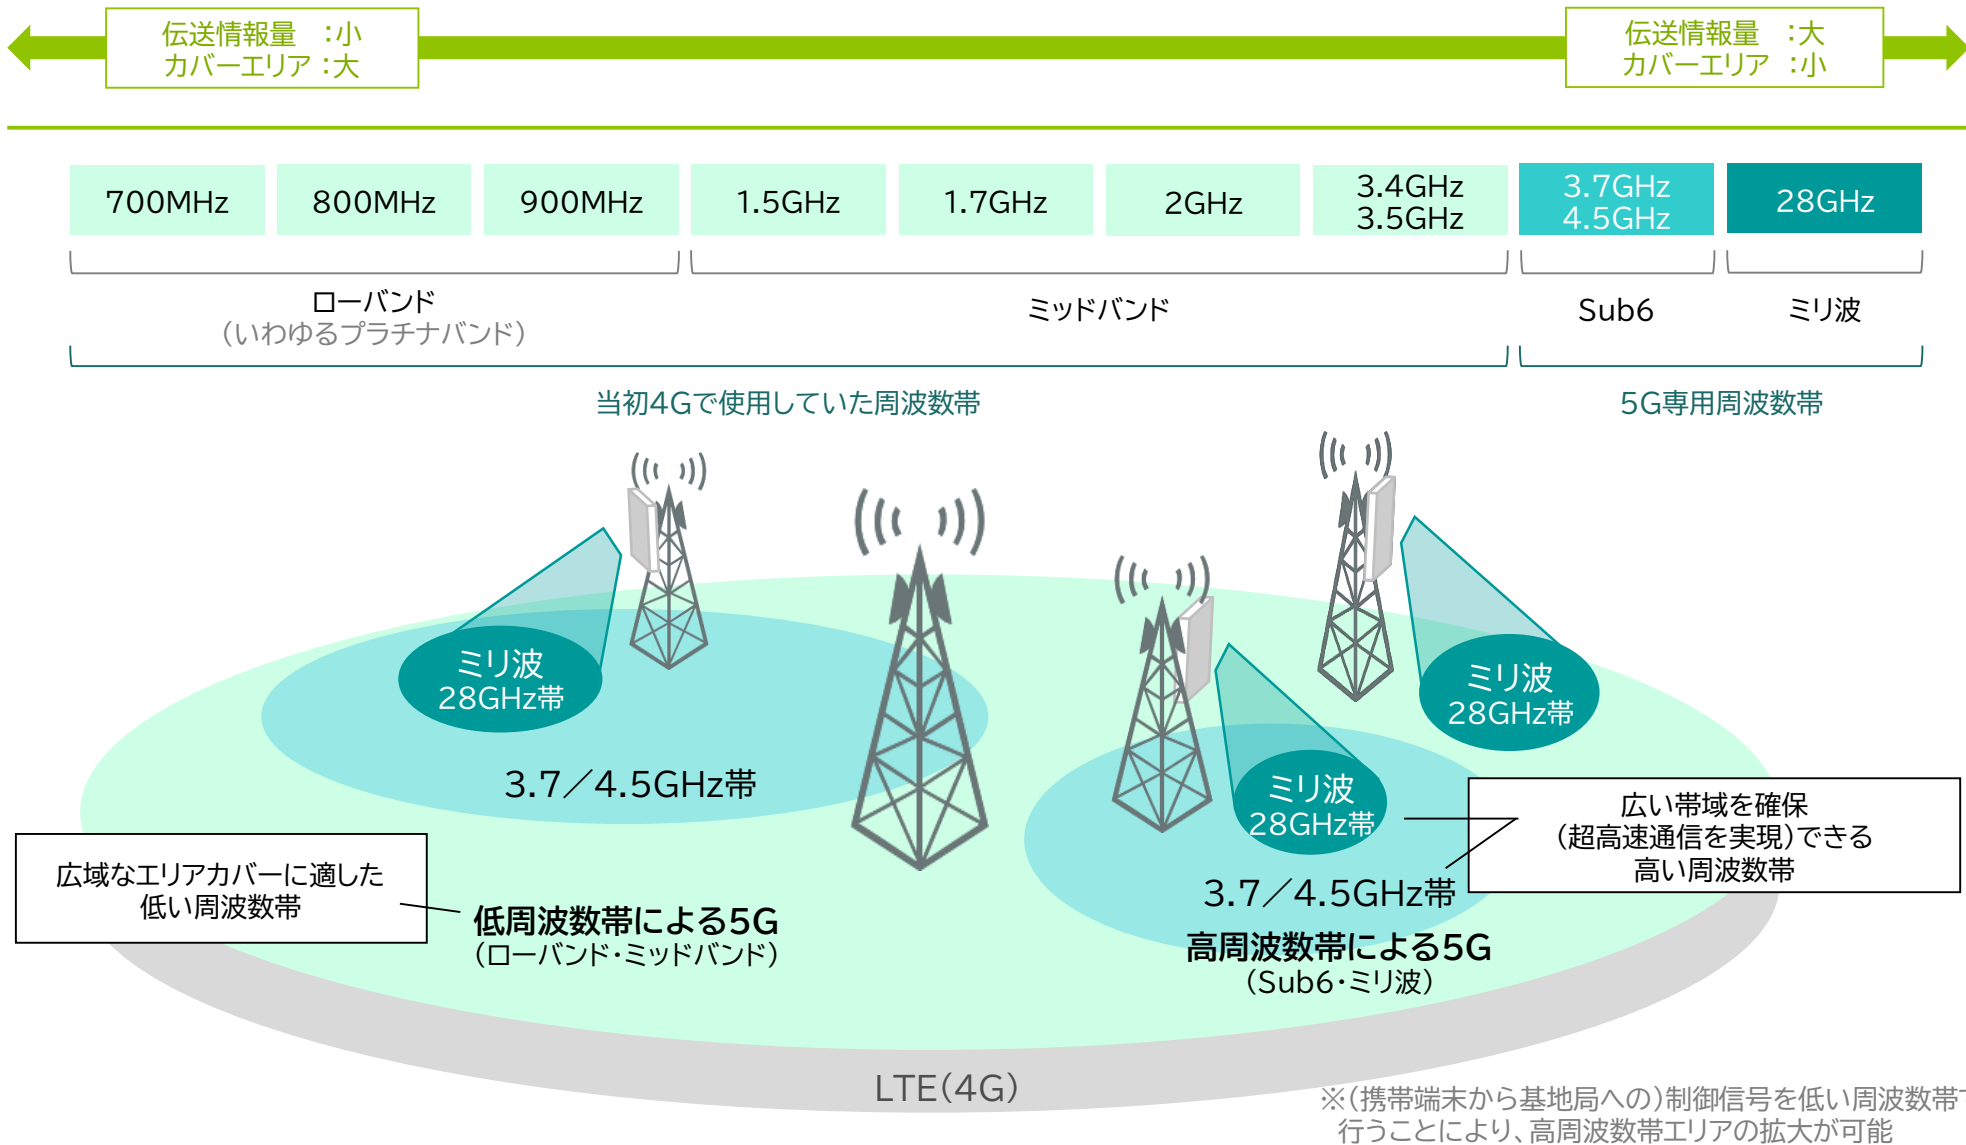 伝送情報量　：小
カバーエリア：大
伝送情報量　：大
カバーエリア　：小
700MHz
800MHz
900MHz
1.5GHz
1.7GHz
2GHz
3.4GHz
3.5GHz
3.7GHz
4.5GHz
28GHz
ローバンド
（いわゆるプラチナバンド）
ミッドバンド
Sub6
ミリ波
当初4Gで使用していた周波数帯
5G専用周波数帯
ミリ波
28GHz帯
3.7／4.5GHz帯
ミリ波
28GHz帯
ミリ波
28GHz帯
3.7／4.5GHz帯
広い帯域を確保
（超高速通信を実現）できる
高い周波数帯
広域なエリアカバーに適した
低い周波数帯
低周波数帯による5G
（ローバンド・ミッドバンド）
高周波数帯による5G
（Sub6・ミリ波）
LTE（4G）
※（携帯端末から基地局への）制御信号を低い周波数帯
行うことにより、高周波数帯エリアの拡大が可能